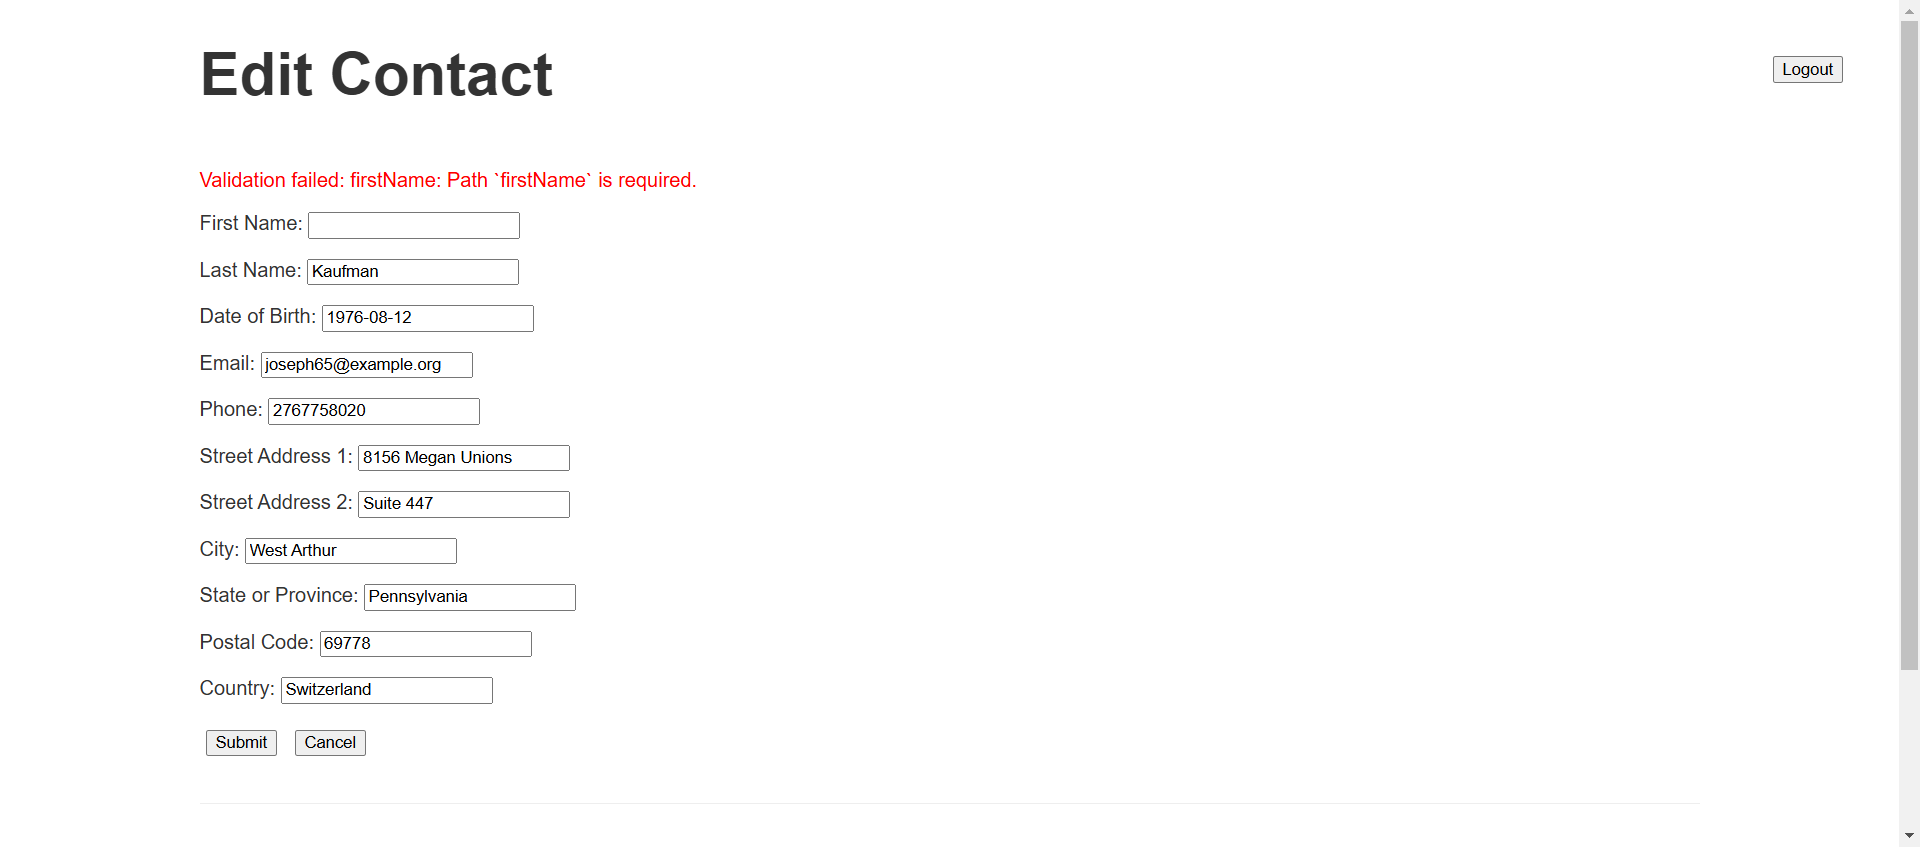 Edit Contact
Logout
Validation failed: firstName: Path `firstName` is required.
First Name:
Last Name: Kaufman
Date of Birth: 1976-08-12
Email: joseph65@example.org
Phone: 2767758020
Street Address 1: 8156 Megan Unions
Street Address 2: Suite 447
City: West Arthur
State or Province: Pennsylvania
Postal Code: 69778
Country: Switzerland
Submit Cancel